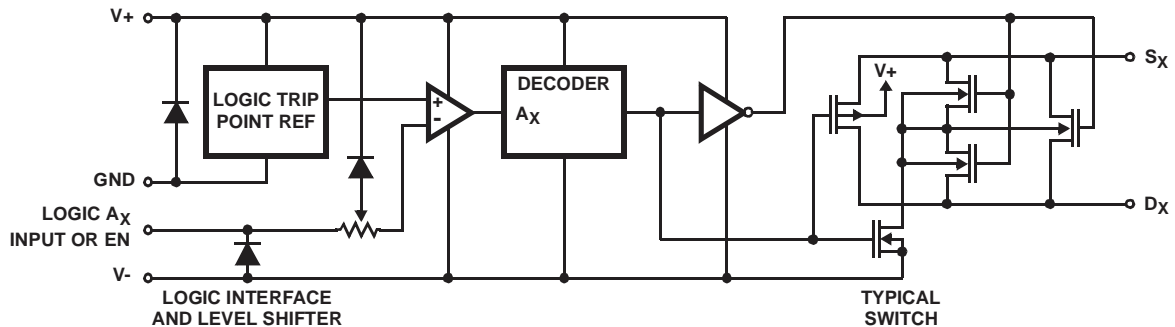 V+
LOGIC TRIP
POINT REF
GND
LOGIC AX
INPUT OR EN
V-
LOGIC INTERFACE
AND LEVEL SHIFTER
+
-
DECODER
AX
V+
SX
DX
TYPICAL
SWITCH